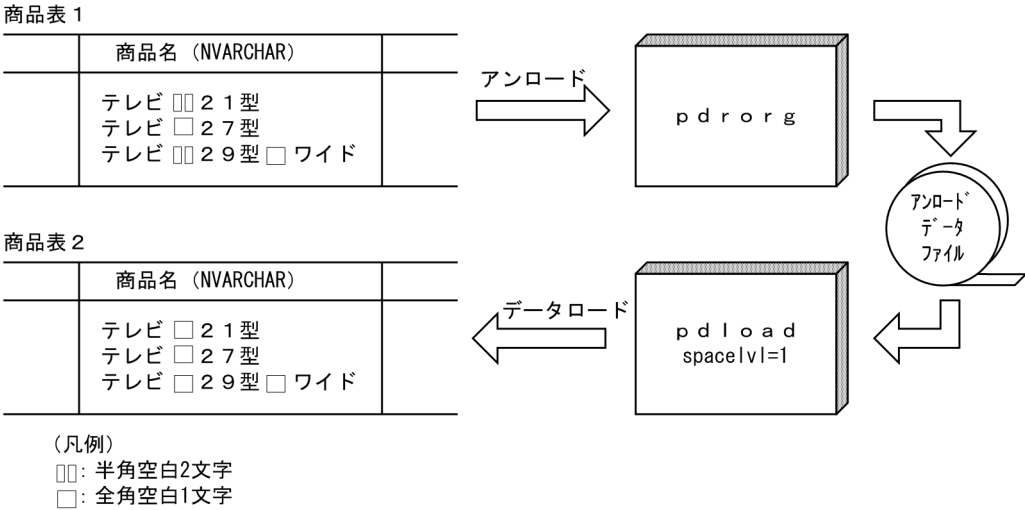 商品表１
商品名（NVARCHAR）
テレビ▯▯２１型
テレビ□２７型
テレビ▯▯２９型□ワイド
アンロード
ｐｄｒｏｒｇ
ｱﾝﾛｰﾄﾞ
ﾃﾞｰﾀ
ﾌｧｲﾙ
商品表２
商品名（NVARCHAR）
テレビ□２１型
テレビ□２７型
テレビ□２９型□ワイド
データロード
ｐｄｌｏａｄ
spacelvl=1
（凡例）
▯▯：半角空白2文字
□：全角空白1文字